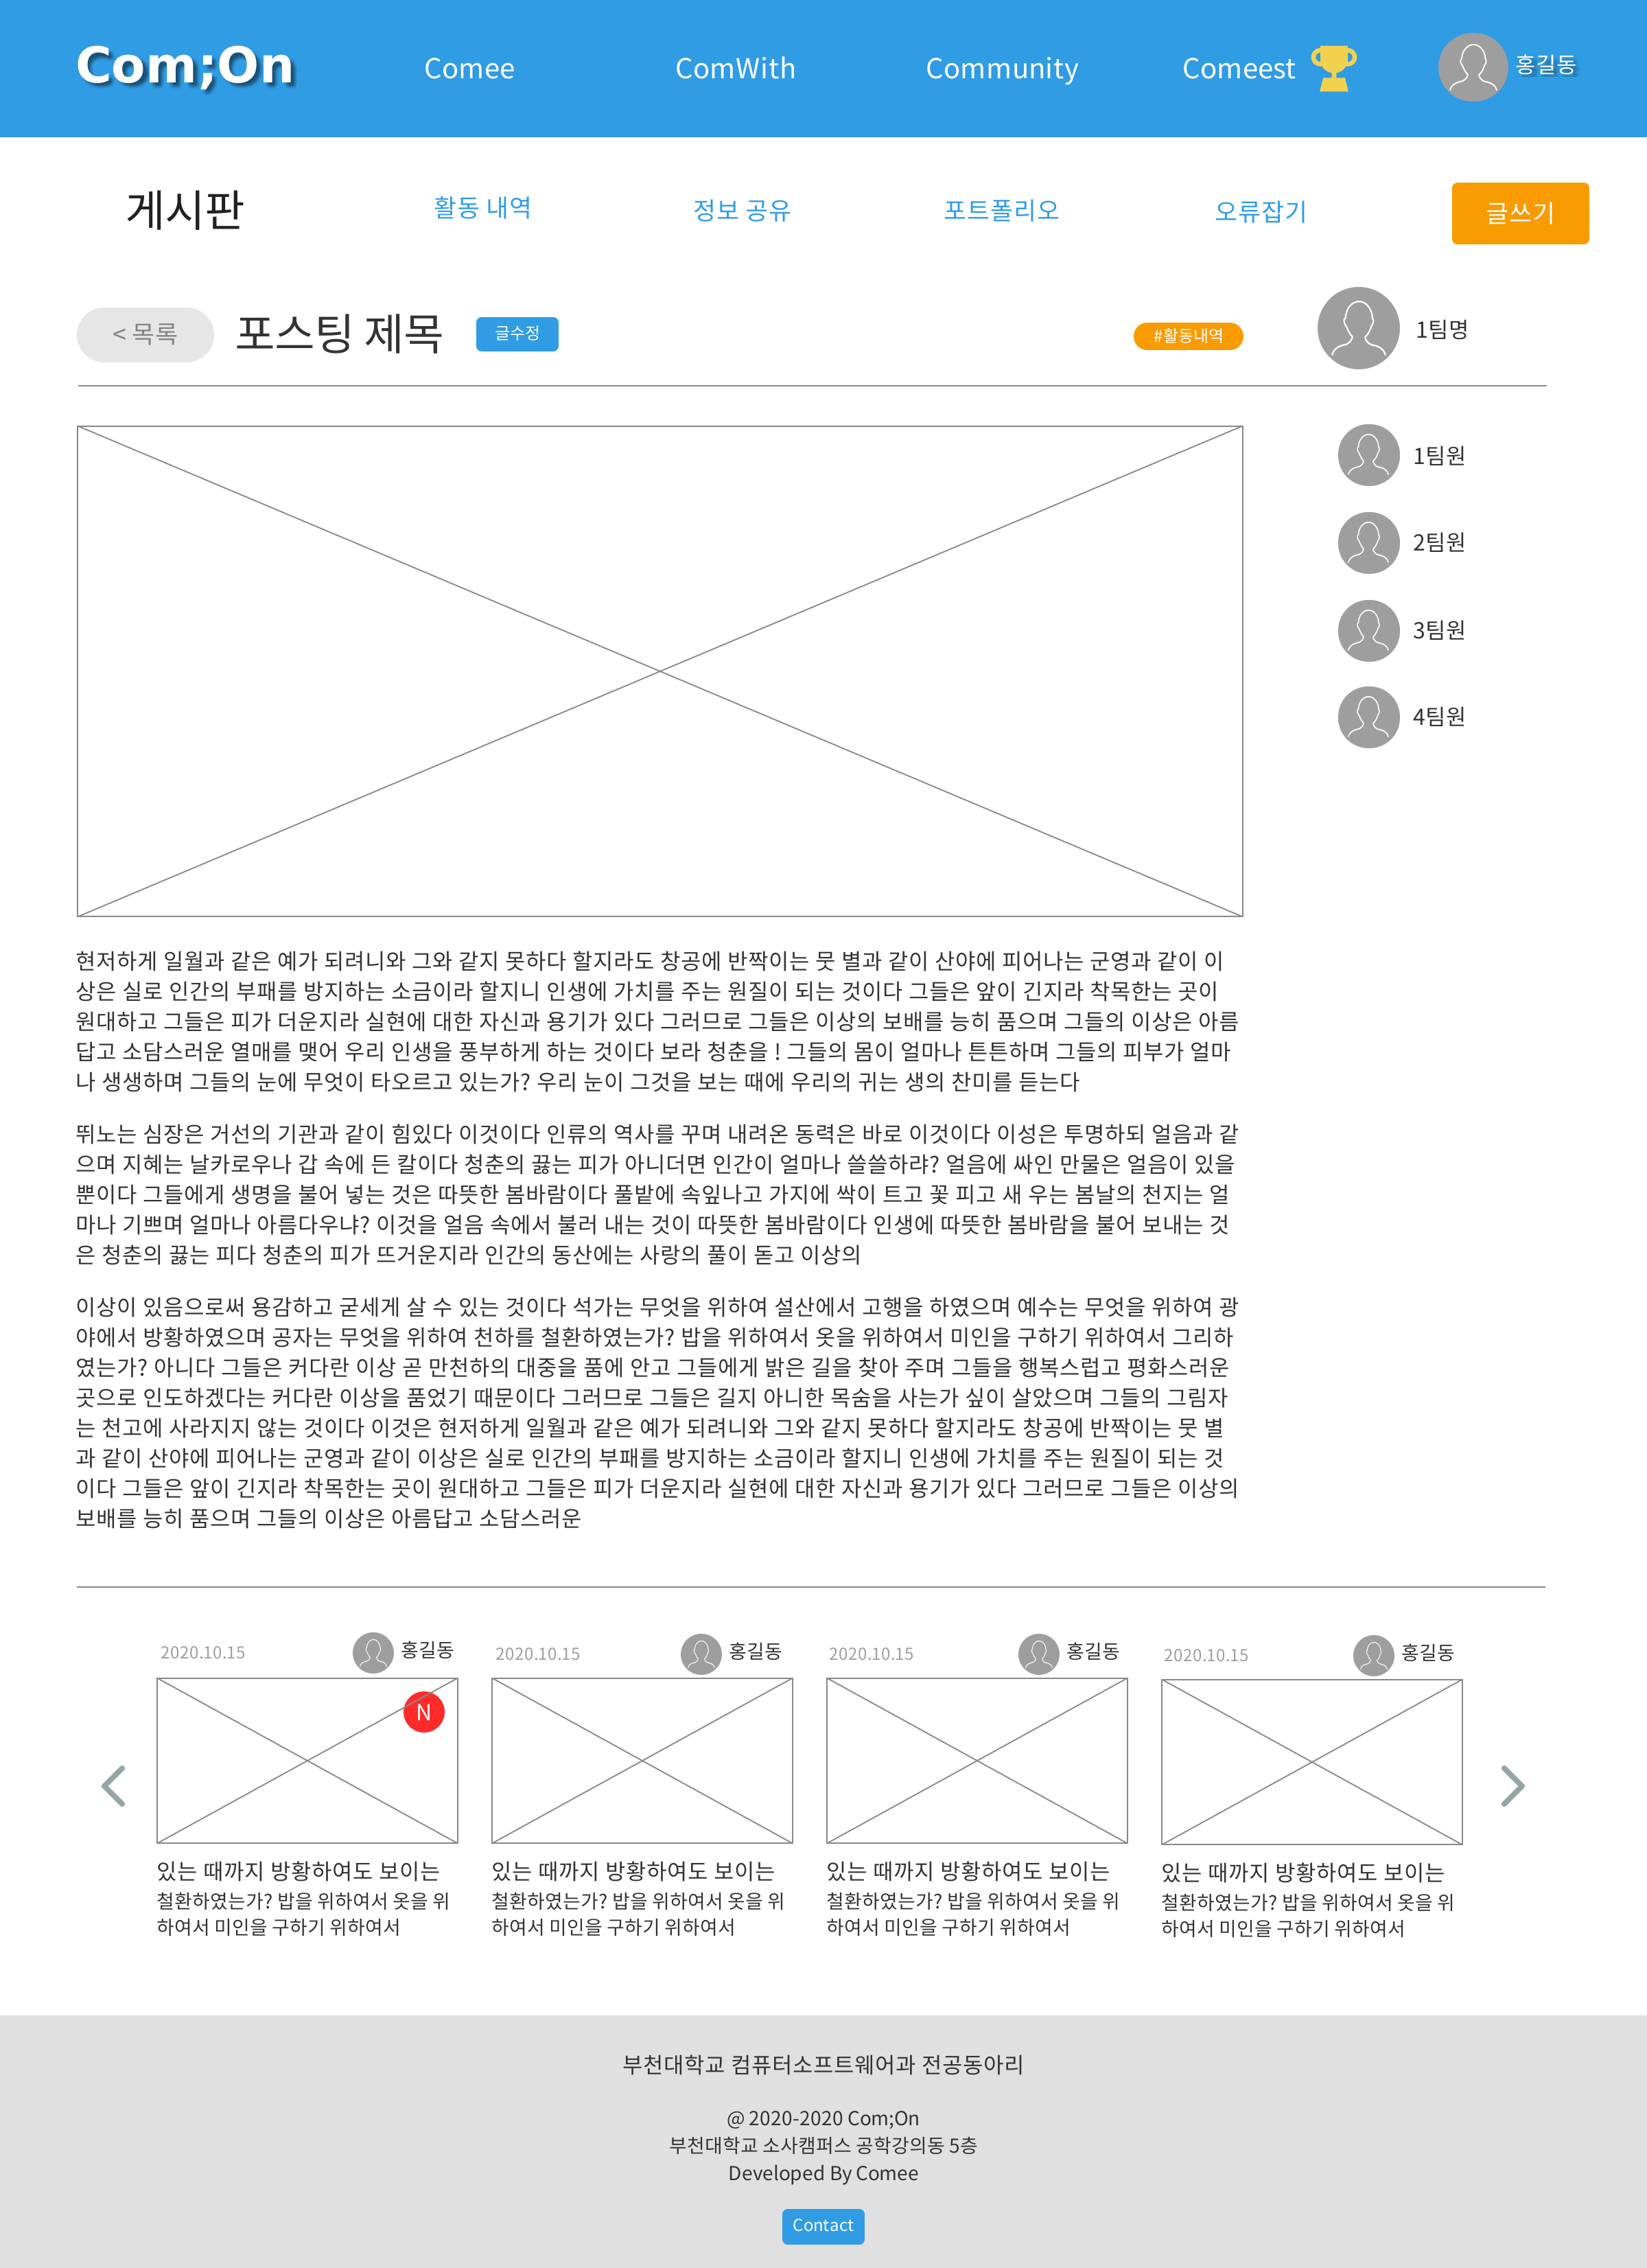 Com;On
Comee
ComWith
Community
Comeest
홍길동
게시판
활동 내역
정보 공유
포트폴리오
오류잡기
글쓰기
< 목록
포스팅 제목
글수정
#활동내역
1팀명
1팀원
2팀원
3팀원
4팀원
현저하게 일월과 같은 예가 되려니와 그와 같지 못하다 할지라도 창공에 반짝이는 뭇 별과 같이 산야에 피어나는 군영과 같이 이
상은 실로 인간의 부패를 방지하는 소금이라 할지니 인생에 가치를 주는 원질이 되는 것이다 그들은 앞이 긴지라 착목한는 곳이
원대하고 그들은 피가 더운지라 실현에 대한 자신과 용기가 있다 그러므로 그들은 이상의 보배를 능히 품으며 그들의 이상은 아름
답고 소담스러운 열매를 맺어 우리 인생을 풍부하게 하는 것이다 보라 청춘을 ! 그들의 몸이 얼마나 튼튼하며 그들의 피부가 얼마
나 생생하며 그들의 눈에 무엇이 타오르고 있는가? 우리 눈이 그것을 보는 때에 우리의 귀는 생의 찬미를 듣는다
뛰노는 심장은 거선의 기관과 같이 힘있다 이것이다 인류의 역사를 꾸며 내려온 동력은 바로 이것이다 이성은 투명하되 얼음과 같
으며 지혜는 날카로우나 갑 속에 든 칼이다 청춘의 끓는 피가 아니더면 인간이 얼마나 쓸쓸하랴? 얼음에 싸인 만물은 얼음이 있을
뿐이다 그들에게 생명을 불어 넣는 것은 따뜻한 봄바람이다 풀밭에 속잎나고 가지에 싹이 트고 꽃 피고 새 우는 봄날의 천지는 얼
마나 기쁘며 얼마나 아름다우냐? 이것을 얼음 속에서 불러 내는 것이 따뜻한 봄바람이다 인생에 따뜻한 봄바람을 불어 보내는 것
은 청춘의 끓는 피다 청춘의 피가 뜨거운지라 인간의 동산에는 사랑의 풀이 돋고 이상의
이상이 있음으로써 용감하고 굳세게 살 수 있는 것이다 석가는 무엇을 위하여 설산에서 고행을 하였으며 예수는 무엇을 위하여 광
야에서 방황하였으며 공자는 무엇을 위하여 천하를 철환하였는가? 밥을 위하여서 옷을 위하여서 미인을 구하기 위하여서 그리하
였는가? 아니다 그들은 커다란 이상 곧 만천하의 대중을 품에 안고 그들에게 밝은 길을 찾아 주며 그들을 행복스럽고 평화스러운
곳으로 인도하겠다는 커다란 이상을 품었기 때문이다 그러므로 그들은 길지 아니한 목숨을 사는가 싶이 살았으며 그들의 그림자
는 천고에 사라지지 않는 것이다 이것은 현저하게 일월과 같은 예가 되려니와 그와 같지 못하다 할지라도 창공에 반짝이는 뭇 별
과 같이 산야에 피어나는 군영과 같이 이상은 실로 인간의 부패를 방지하는 소금이라 할지니 인생에 가치를 주는 원질이 되는 것
이다 그들은 앞이 긴지라 착목한는 곳이 원대하고 그들은 피가 더운지라 실현에 대한 자신과 용기가 있다 그러므로 그들은 이상의
보배를 능히 품으며 그들의 이상은 아름답고 소담스러운
2020.10.15
홍길동
N
있는 때까지 방황하여도 보이는
철환하였는가? 밥을 위하여서 옷을 위
하여서 미인을 구하기 위하여서
2020.10.15
홍길동
있는 때까지 방황하여도 보이는
철환하였는가? 밥을 위하여서 옷을 위
하여서 미인을 구하기 위하여서
2020.10.15
홍길동
있는 때까지 방황하여도 보이는
철환하였는가? 밥을 위하여서 옷을 위
하여서 미인을 구하기 위하여서
2020.10.15
홍길동
있는 때까지 방황하여도 보이는
철환하였는가? 밥을 위하여서 옷을 위
하여서 미인을 구하기 위하여서
부천대학교 컴퓨터소프트웨어과 전공동아리
@ 2020-2020 Com;On
부천대학교 소사캠퍼스 공학강의동 5층
Developed By Comee
Contact